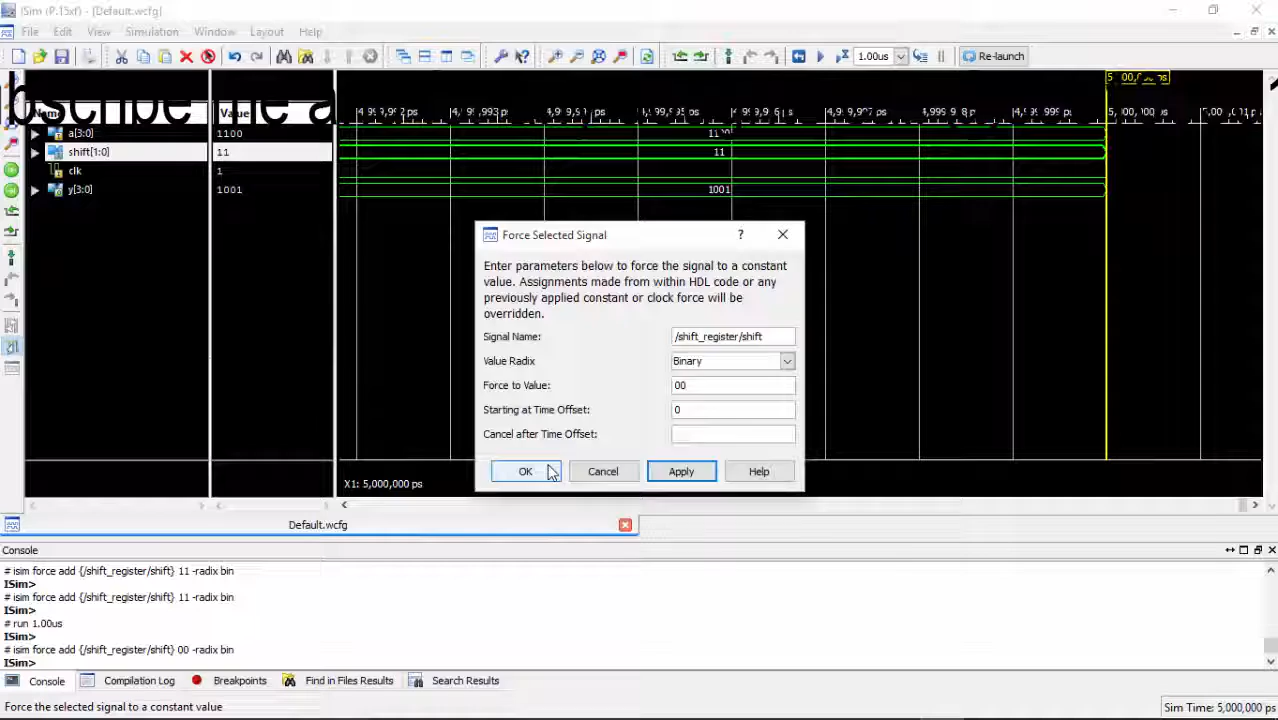 ISim (P.15xf) - [Default.wcfg]
File Edit View Simulation Window Layout Help
1.00us Re-launch
bscribe the a
Name Value
a[3:0] 1100
shift[1:0] 11 11
clk 1
y[3:0] 1001 1001
Force Selected Signal ?
Enter parameters below to force the signal to a constant
value. Assignments made from within HDL code or any
previously applied constant or clock force will be
overridden.
Signal Name: /shift_register/shift
Value Radix Binary
Force to Value: 00
Starting at Time Offset: 0
Cancel after Time Offset:
OK Cancel Apply Help
X1: 5,000,000 ps
Default.wcfg
Console
# isim force add {/shift_register/shift} 11 -radix bin
ISim>
# isim force add {/shift_register/shift} 11 -radix bin
ISim>
# run 1.00us
ISim>
# isim force add {/shift_register/shift} 00 -radix bin
ISim>
Console Compilation Log Breakpoints Find in Files Results Search Results
Force the selected signal to a constant value Sim Time: 5,000,000 ps